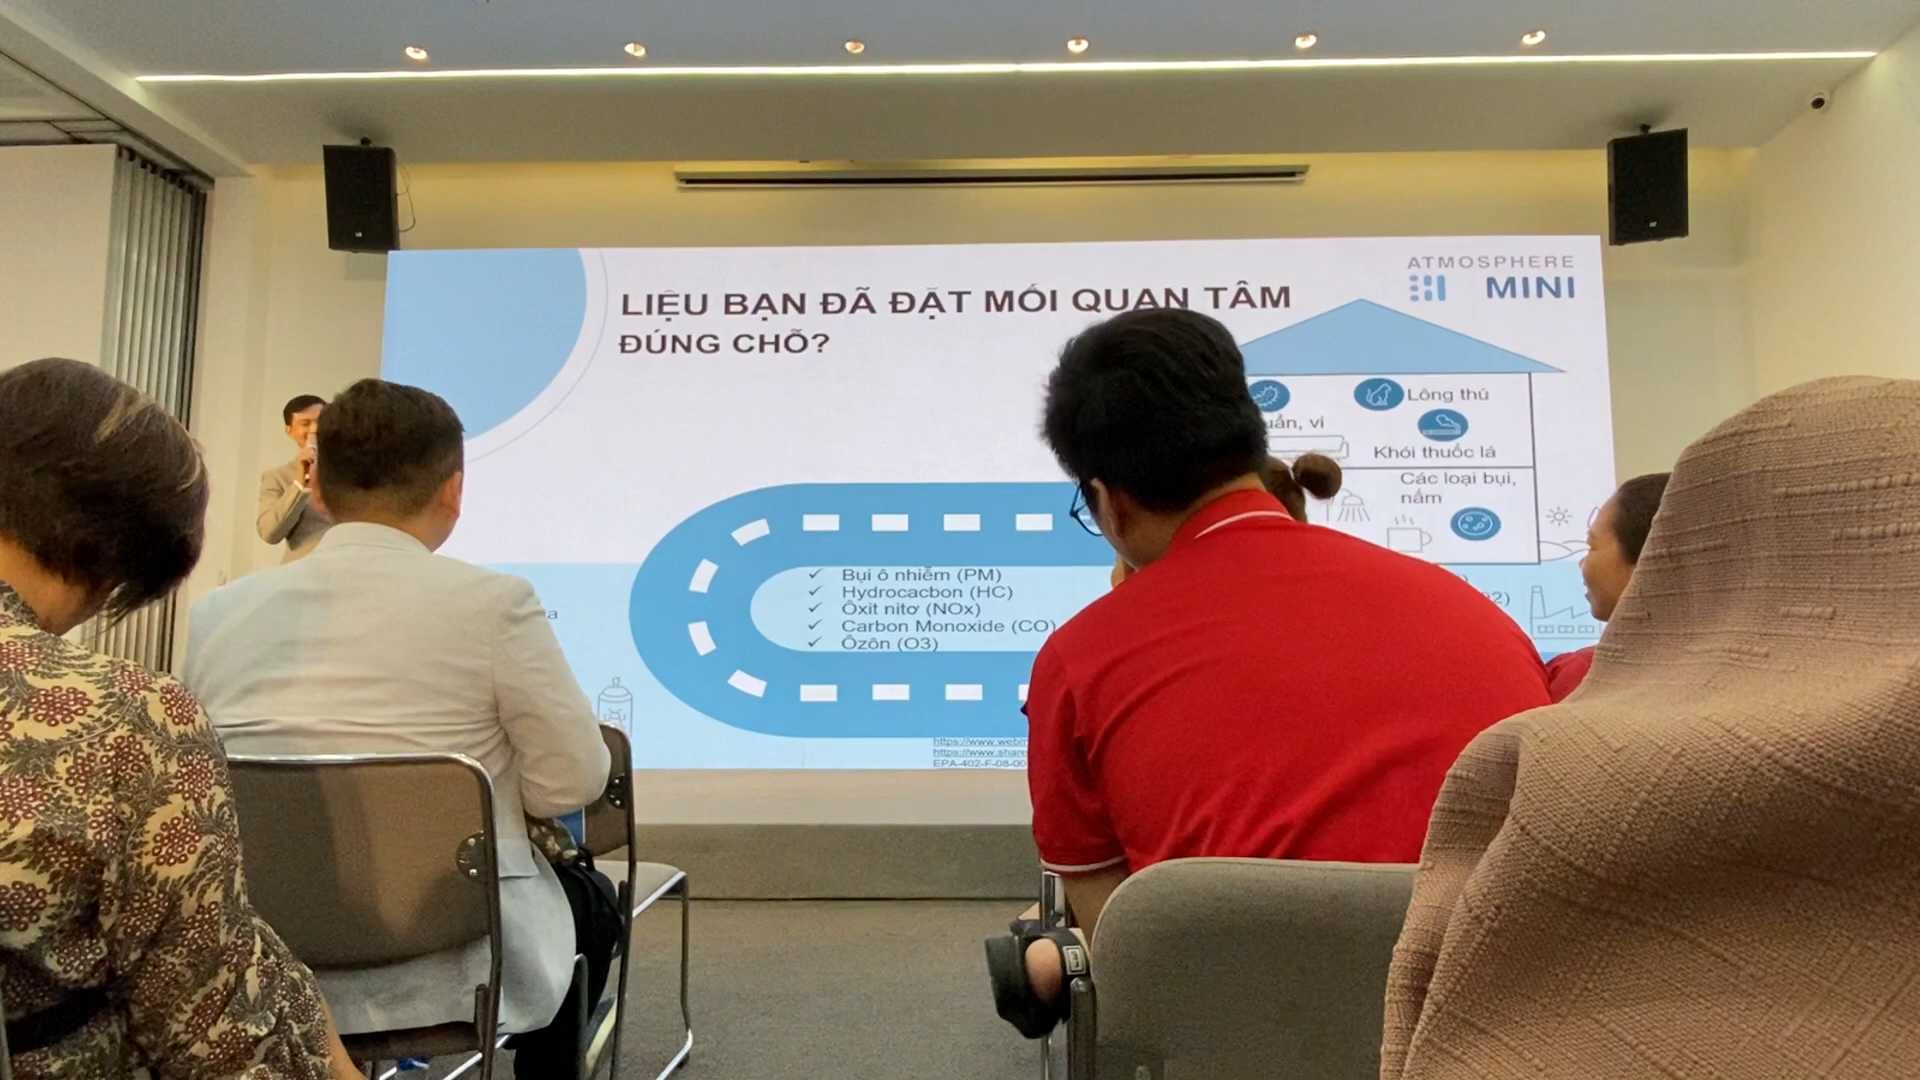 ATMOSPHERE
MINI
LIỆU BẠN ĐÃ ĐẶT MỐI QUAN TÂM
ĐÚNG CHỖ?
Lông thú
vi
Khói thuốc lá
Các loại bụi,
nấm
✓ Bụi ô nhiễm (PM)
✓ Hydrocacbon (HC)
✓ Ôxit nitơ (NOx)
✓ Carbon Monoxide (CO)
✓ Ôzôn (O3)